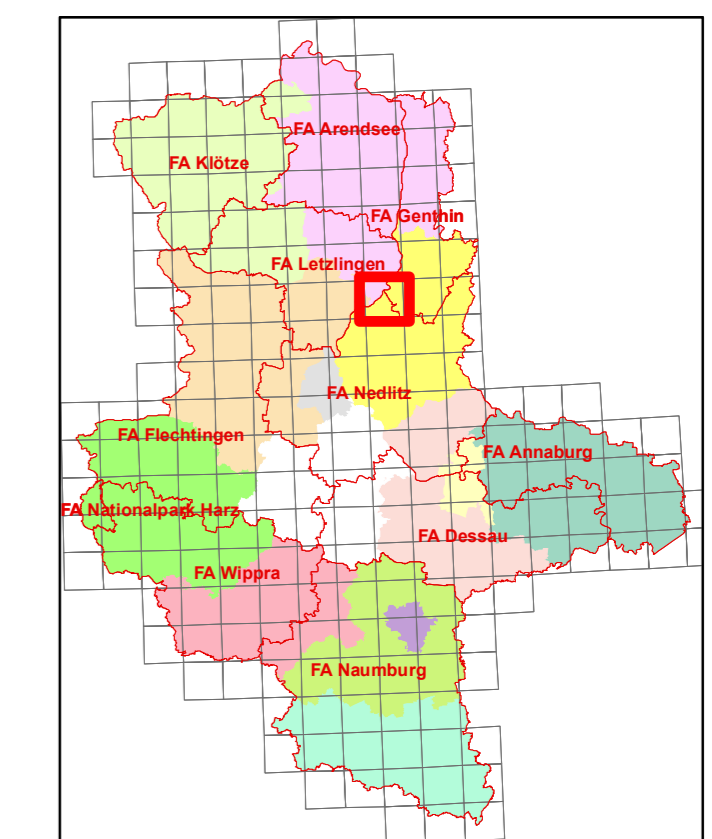 FA Arendsee
FA Klötze
FA Genthin
FA Letzlingen
FA Nedlitz
FA Flechtingen
FA Annaburg
FA Nationalpark Harz
FA Dessau
FA Wippra
FA Naumburg